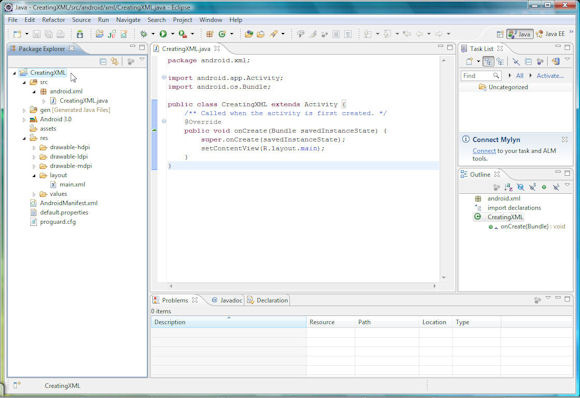 Java - CreatingXML/src/android/xml/CreatingXML.java - Eclipse
File Edit Source Refactor Navigate Search Project Run Window Help
Java
Java EE
Package Explorer
CreatingXML
src
android.xml
CreatingXML.java
gen [Generated Java Files]
Android 3.0
assets
res
drawable-hdpi
drawable-ldpi
drawable-mdpi
layout
main.xml
values
AndroidManifest.xml
default.properties
proguard.cfg
CreatingXML.java
package android.xml;
import android.app.Activity;
import android.os.Bundle;
public class CreatingXML extends Activity {
/** Called when the activity is first created. */
@Override
public void onCreate(Bundle savedInstanceState) {
super.onCreate(savedInstanceState);
setContentView(R.layout.main);
}
}
Task List
Find
All
Activate...
Uncategorized
Connect Mylyn
Connect to your task and ALM tools.
Outline
android.xml
import declarations
CreatingXML
onCreate(Bundle) : void
Problems
Javadoc
Declaration
0 items
Description Resource Path Location Type
CreatingXML